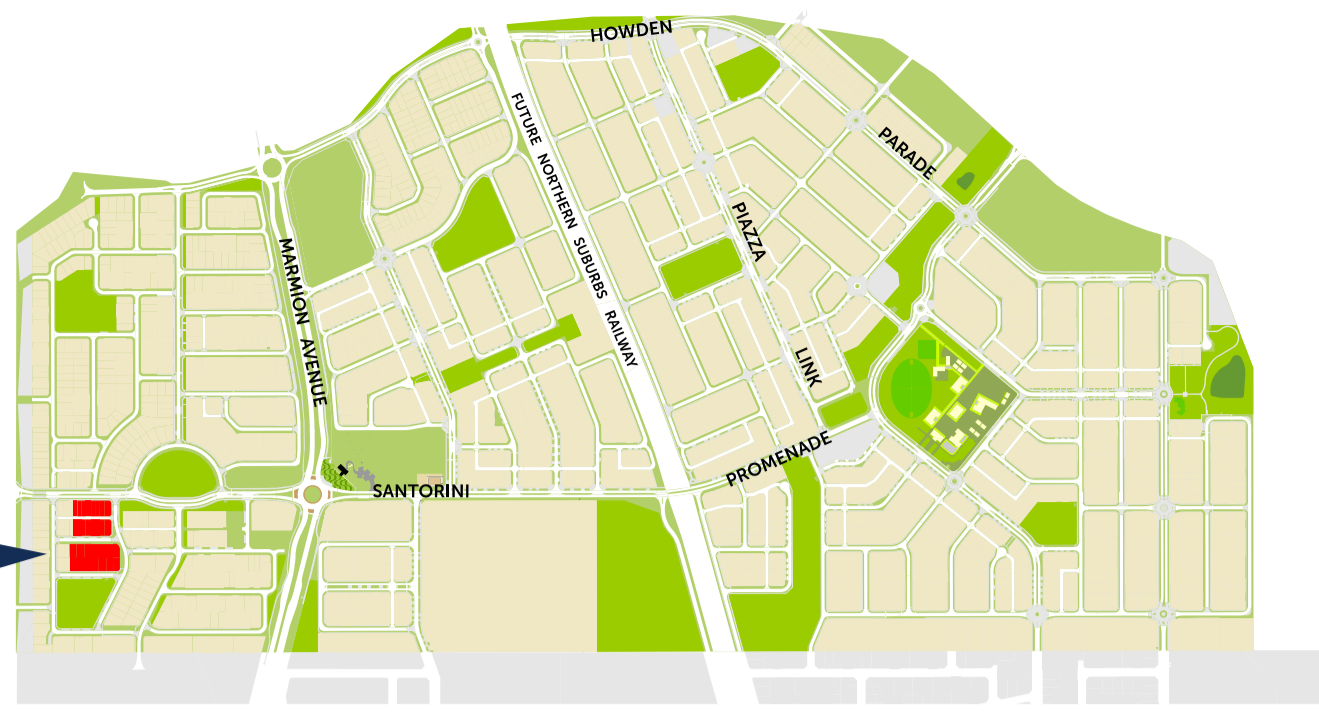 HOWDEN
PARADE
FUTURE NORTHERN SUBURBS RAILWAY
PIAZZA
LINK
MARMION AVENUE
PROMENADE
SANTORINI